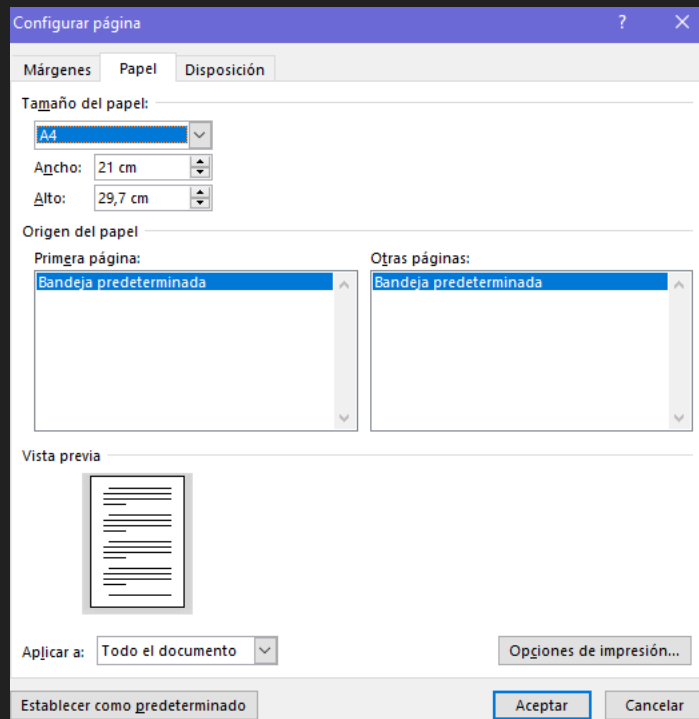 Configurar página ?
Márgenes Papel Disposición
Tamaño del papel:
A4
Ancho: 21 cm
Alto: 29,7 cm
Origen del papel
Primera página: Otras páginas:
Bandeja predeterminada Bandeja predeterminada
Vista previa
Aplicar a: Todo el documento Opciones de impresión...
Establecer como predeterminado Aceptar Cancelar